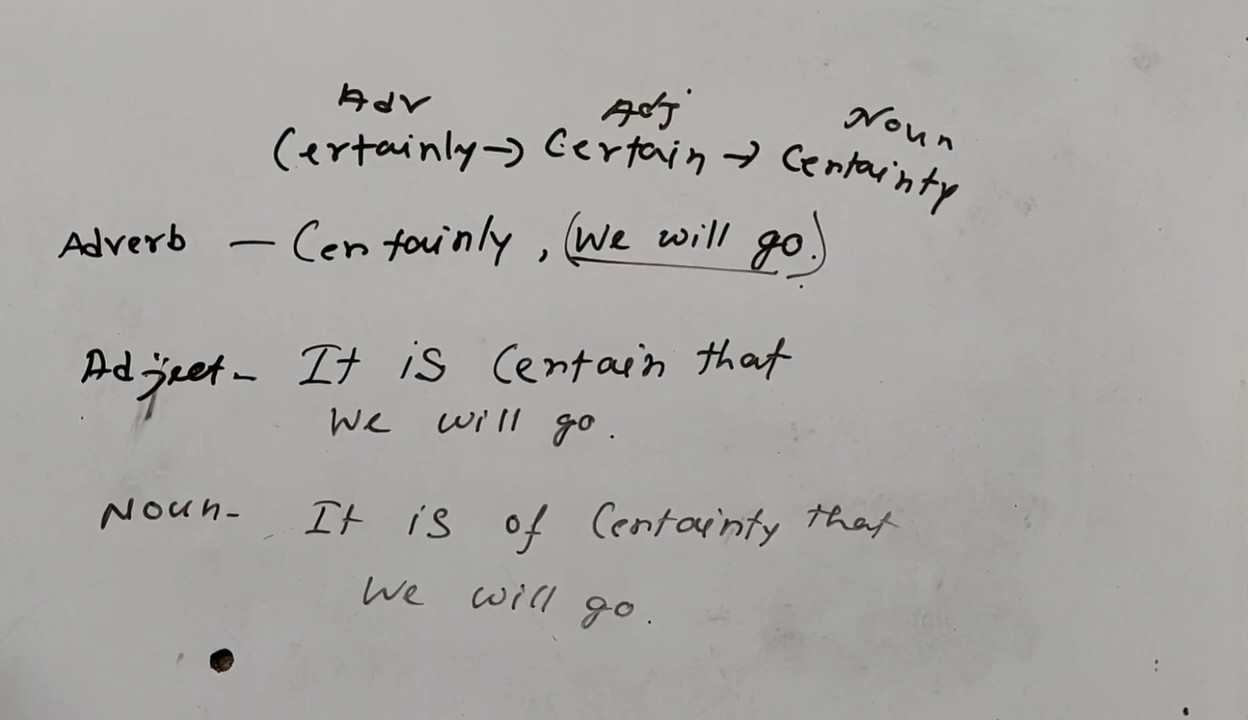 Adv Adj Noun
Certainly → Certain → Certainty
Adverb — Certainly, (We will go.)
Adject - It is Certain that
We will go.
Noun - It is of Certainty that
We will go.